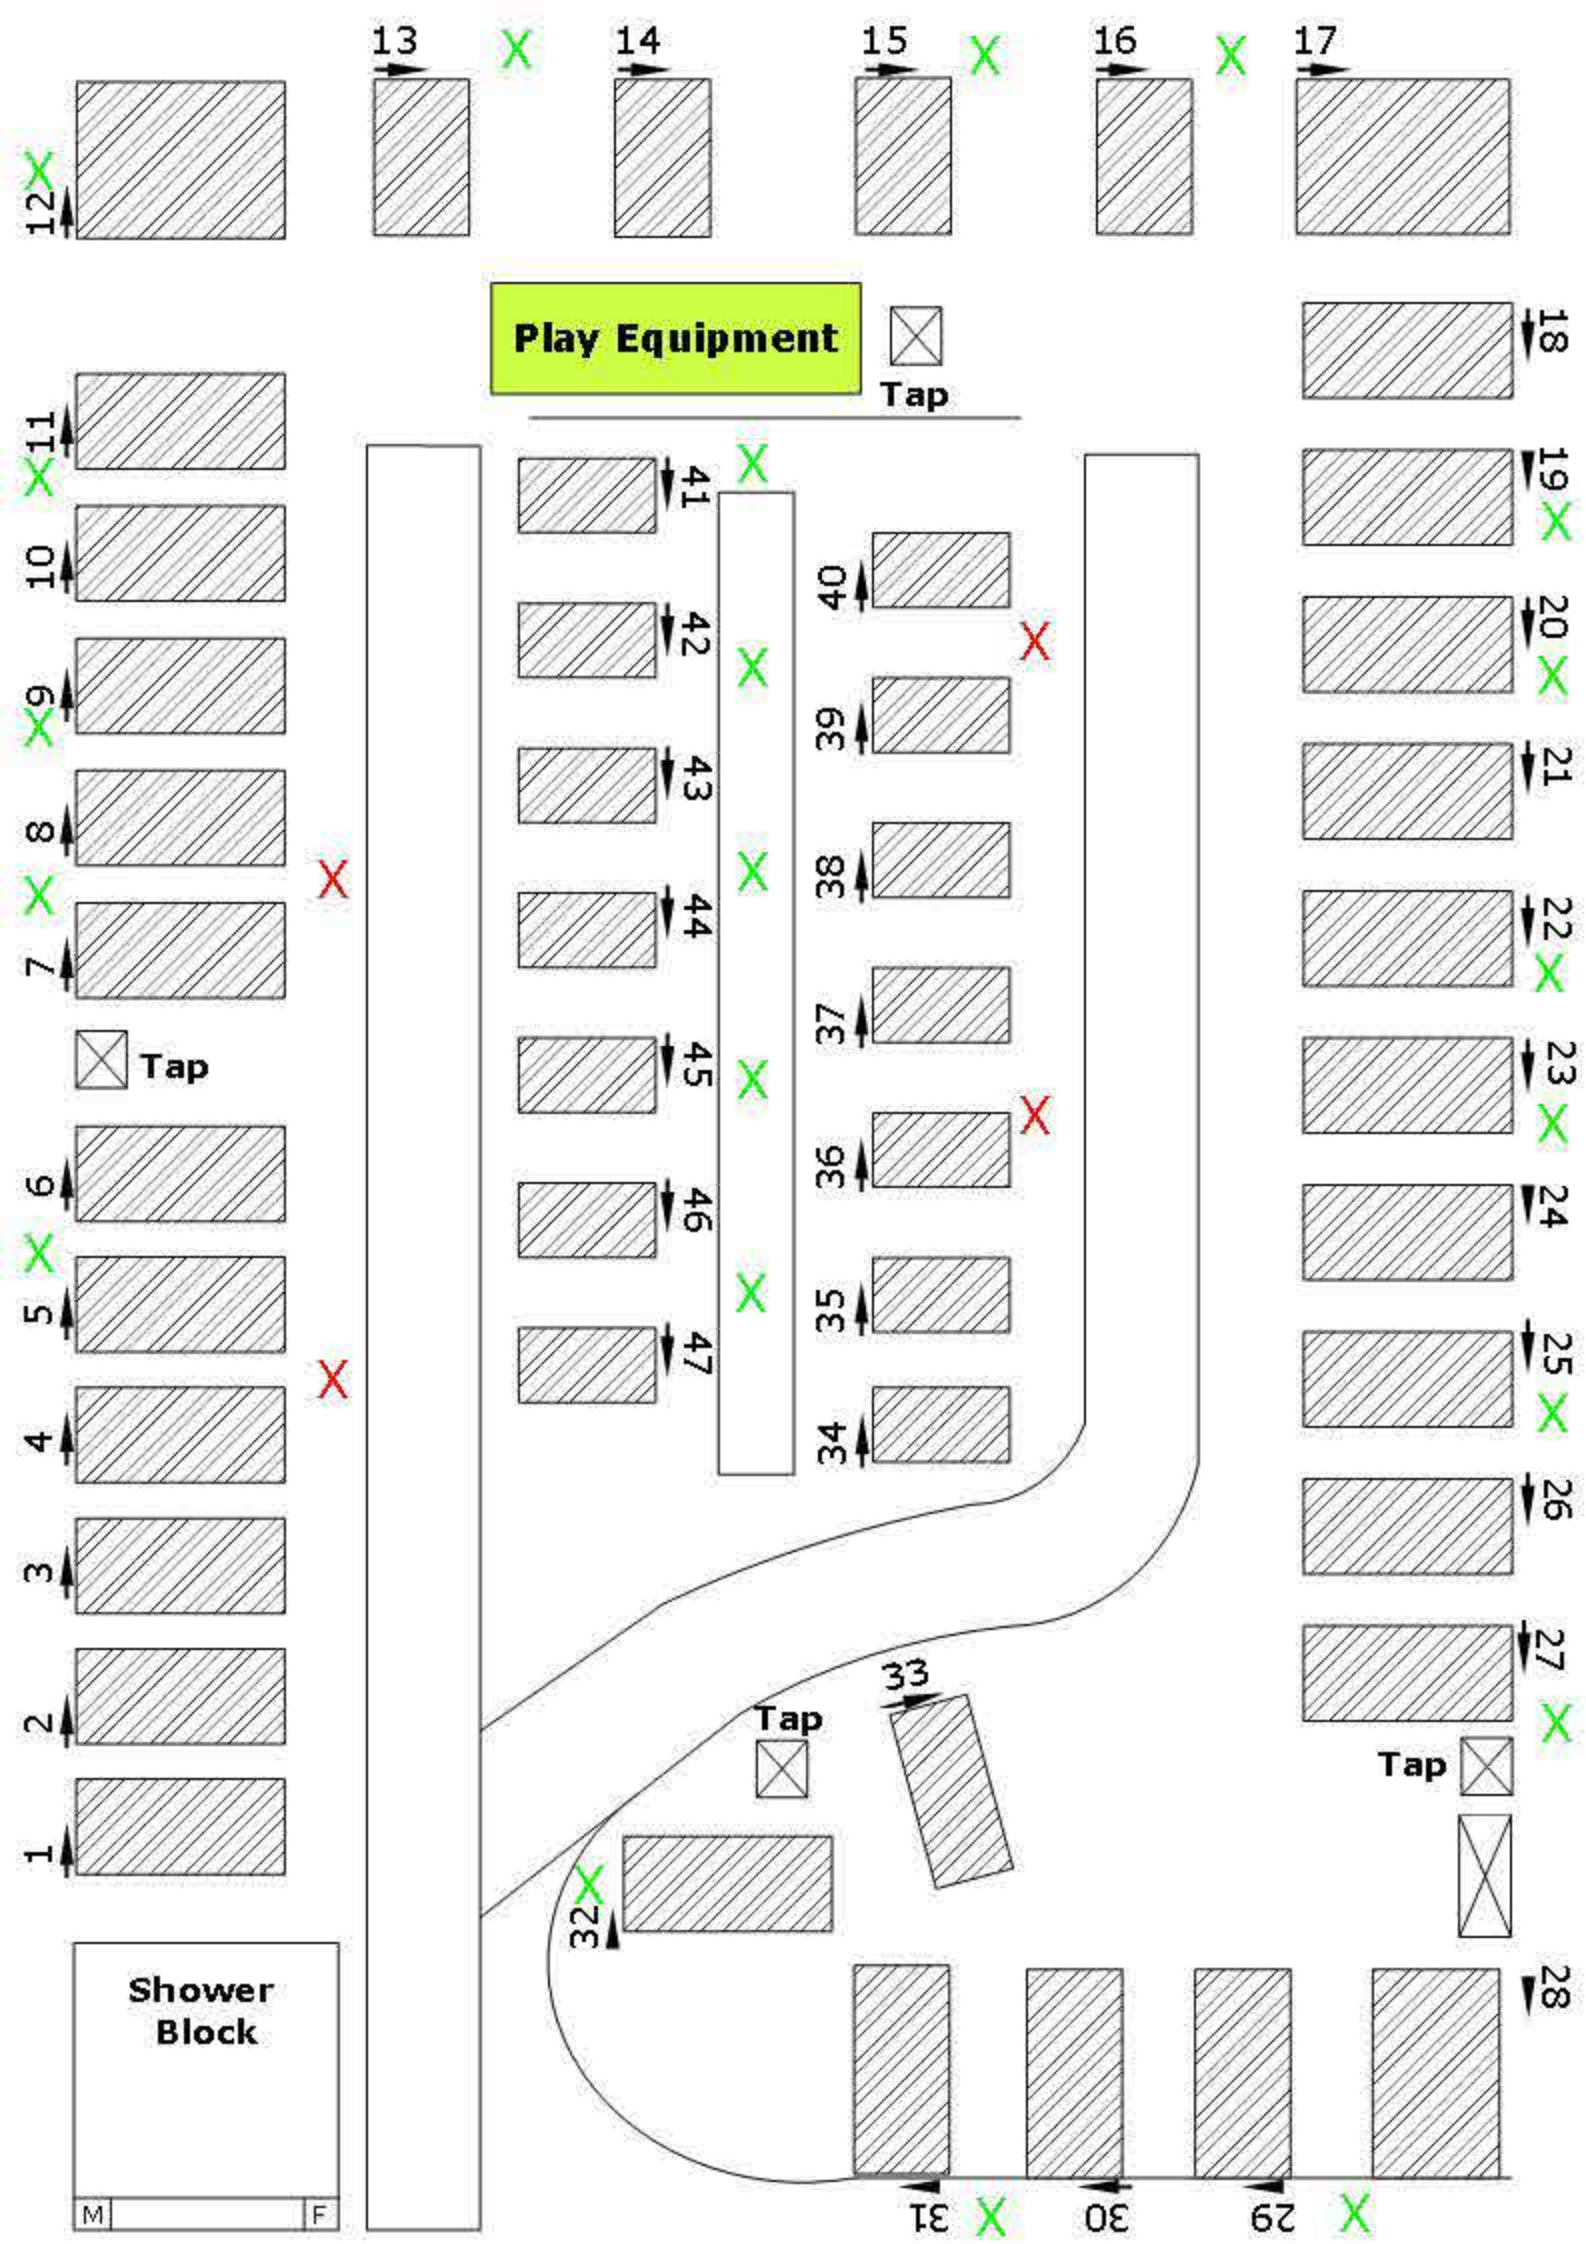 13 X 14 15 X 16 X 17
X
12
Play Equipment
Tap
18
11
X
41
X
19
X
10
40
42
20
X
X
X
9
X
39
43
21
8
X
38
X
X
44
22
X
7
37
Tap
45
X
23
X
X
6
36
46
24
X
5
35
X
47
25
X
X
4
34
26
3
27
33
2
Tap
X
Tap
1
X
32
Shower
Block
28
M F
31 X 30 29 X